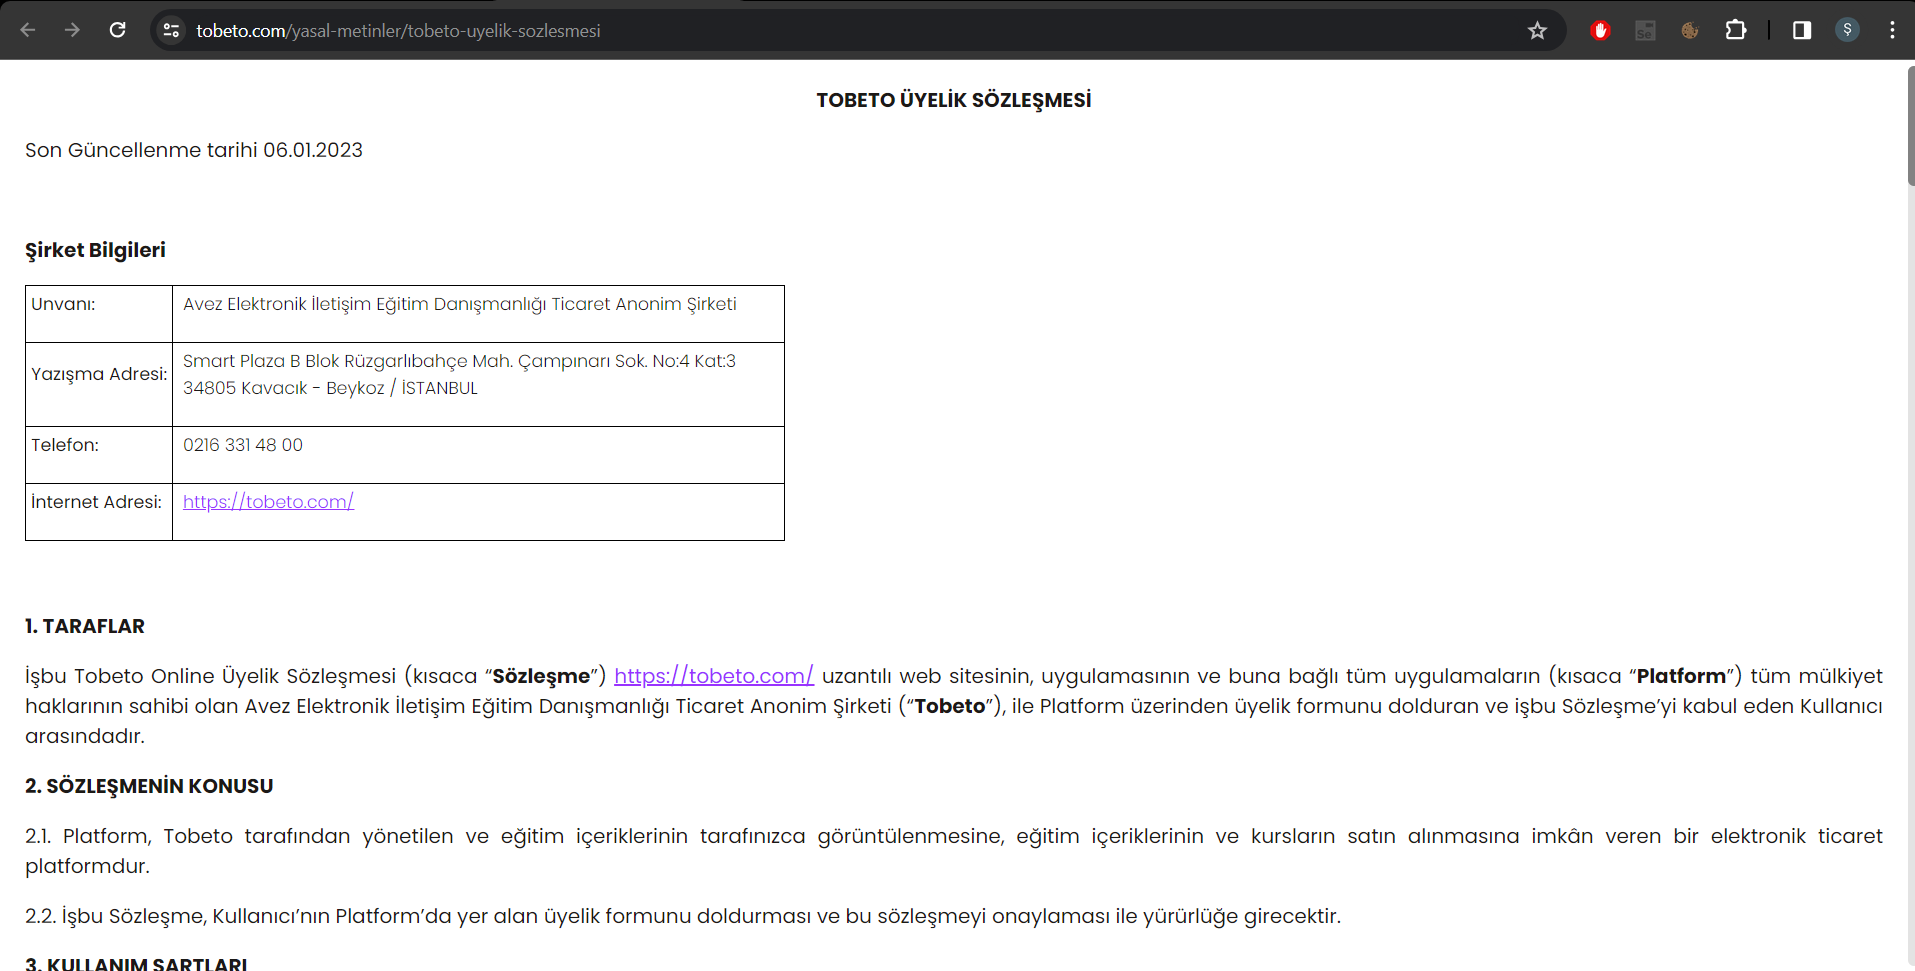 tobeto.com/yasal-metinler/tobeto-uyelik-sozlesmesi
Se
Ş
TOBETO ÜYELİK SÖZLEŞMESİ
Son Güncellenme tarihi 06.01.2023
Şirket Bilgileri
Unvanı: Avez Elektronik İletişim Eğitim Danışmanlığı Ticaret Anonim Şirketi
Yazışma Adresi: Smart Plaza B Blok Rüzgarlıbahçe Mah. Çampınarı Sok. No:4 Kat:3
34805 Kavacık - Beykoz / İSTANBUL
Telefon: 0216 331 48 00
İnternet Adresi: https://tobeto.com/
1. TARAFLAR
İşbu Tobeto Online Üyelik Sözleşmesi (kısaca “Sözleşme”) https://tobeto.com/ uzantılı web sitesinin, uygulamasının ve buna bağlı tüm uygulamaların (kısaca “Platform”) tüm mülkiyet
haklarının sahibi olan Avez Elektronik İletişim Eğitim Danışmanlığı Ticaret Anonim Şirketi (“Tobeto”), ile Platform üzerinden üyelik formunu dolduran ve işbu Sözleşme’yi kabul eden Kullanıcı
arasındadır.
2. SÖZLEŞMENİN KONUSU
2.1. Platform, Tobeto tarafından yönetilen ve eğitim içeriklerinin tarafınızca görüntülenmesine, eğitim içeriklerinin ve kursların satın alınmasına imkân veren bir elektronik ticaret
platformdur.
2.2. İşbu Sözleşme, Kullanıcı’nın Platform’da yer alan üyelik formunu doldurması ve bu sözleşmeyi onaylaması ile yürürlüğe girecektir.
3. KULLANIM ŞARTLARI